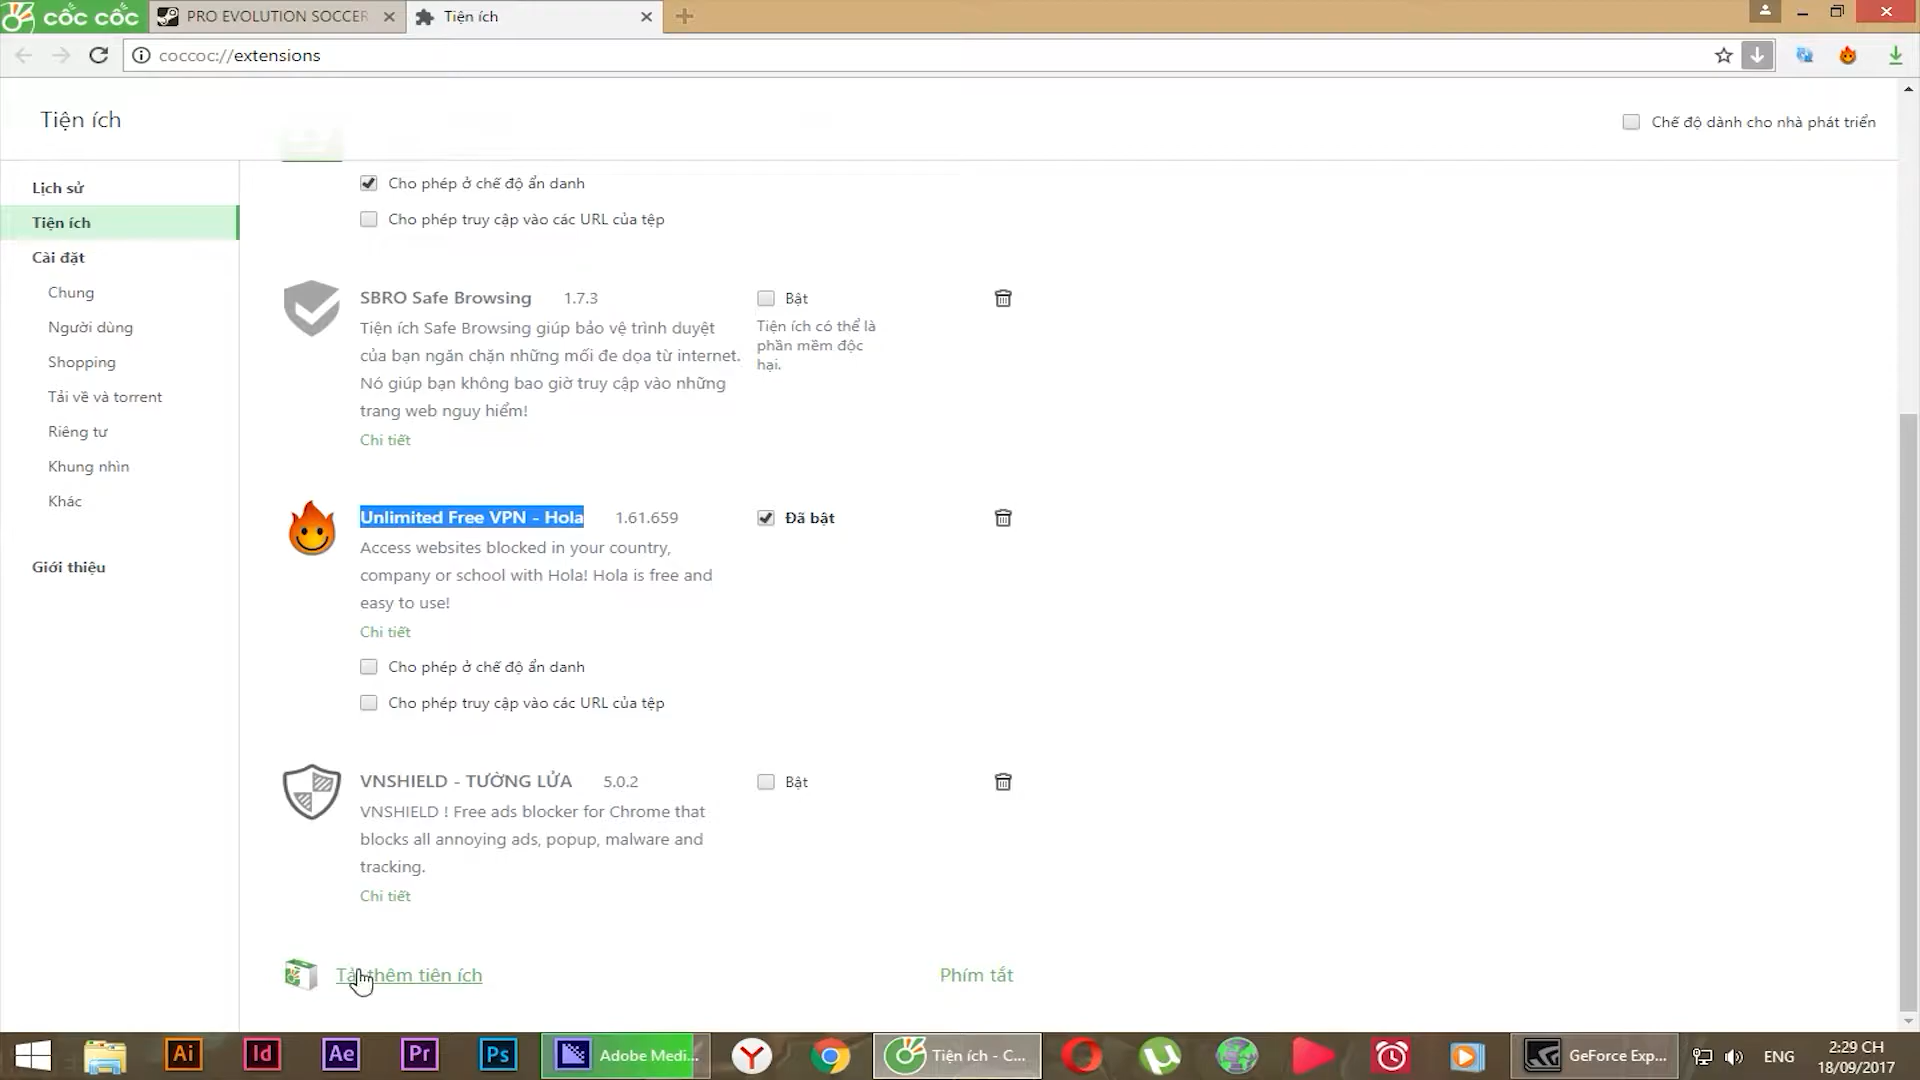 cốc cốc
PRO EVOLUTION SOCCER
Tiện ích
coccoc://extensions
Tiện ích
Chế độ dành cho nhà phát triển
Lịch sử
Tiện ích
Cài đặt
Chung
Người dùng
Shopping
Tải về và torrent
Riêng tư
Khung nhìn
Khác
Giới thiệu
Cho phép ở chế độ ẩn danh
Cho phép truy cập vào các URL của tệp
SBRO Safe Browsing 1.7.3
Bật
Tiện ích Safe Browsing giúp bảo vệ trình duyệt
của bạn ngăn chặn những mối đe dọa từ internet.
Nó giúp bạn không bao giờ truy cập vào những
trang web nguy hiểm!
Tiện ích có thể là
phần mềm độc
hại.
Chi tiết
Unlimited Free VPN - Hola 1.61.659
Đã bật
Access websites blocked in your country,
company or school with Hola! Hola is free and
easy to use!
Chi tiết
Cho phép ở chế độ ẩn danh
Cho phép truy cập vào các URL của tệp
VNSHIELD - TƯỜNG LỬA 5.0.2
Bật
VNSHIELD ! Free ads blocker for Chrome that
blocks all annoying ads, popup, malware and
tracking.
Chi tiết
thêm tiện ích
Phím tắt
Ai
Id
Ae
Pr
Ps
Adobe Medi...
Tiện ích - C...
GeForce Exp...
ENG
2:29 CH
18/09/2017